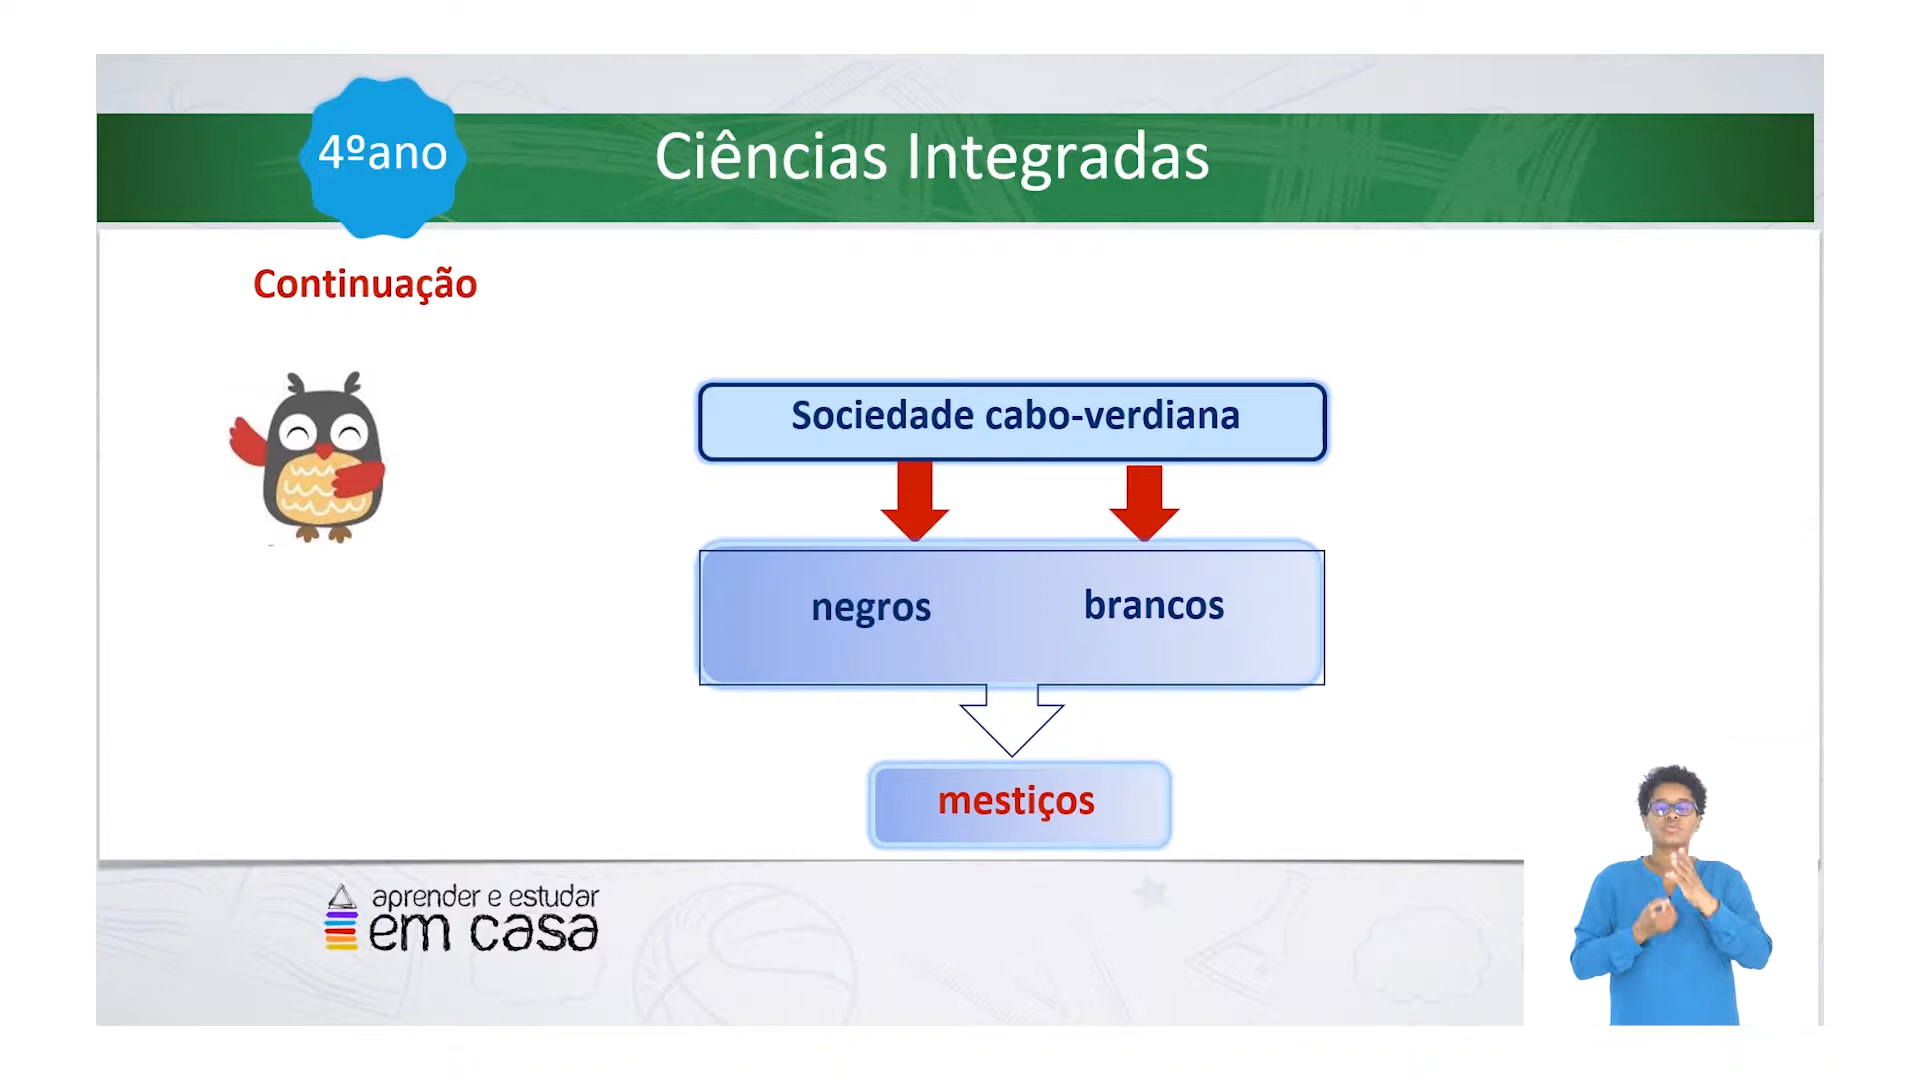 4ºano
Ciências Integradas
Continuação
Sociedade cabo-verdiana
negros brancos
mestiços
aprender e estudar
em casa